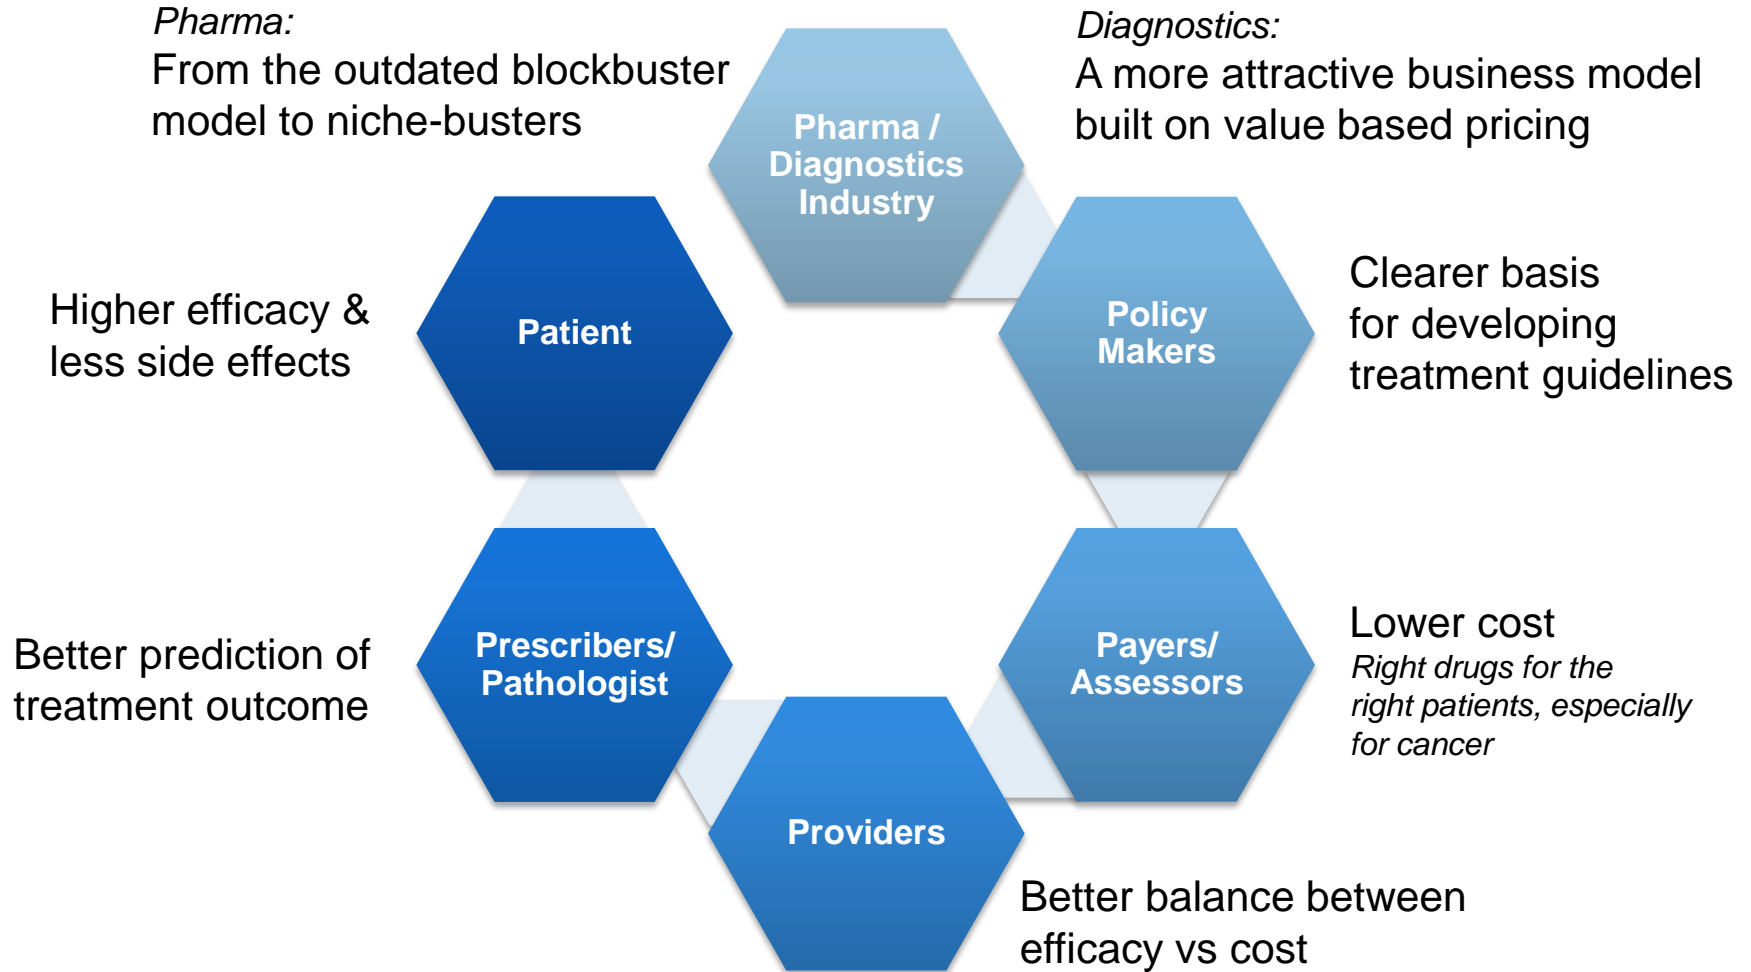 Pharma:
From the outdated blockbuster
model to niche-busters
Diagnostics:
A more attractive business model
built on value based pricing
Pharma /
Diagnostics
Industry
Policy
Makers
Clearer basis
for developing
treatment guidelines
Payers/
Assessors
Lower cost
Right drugs for the
right patients, especially
for cancer
Providers
Better balance between
efficacy vs cost
Prescribers/
Pathologist
Better prediction of
treatment outcome
Patient
Higher efficacy &
less side effects